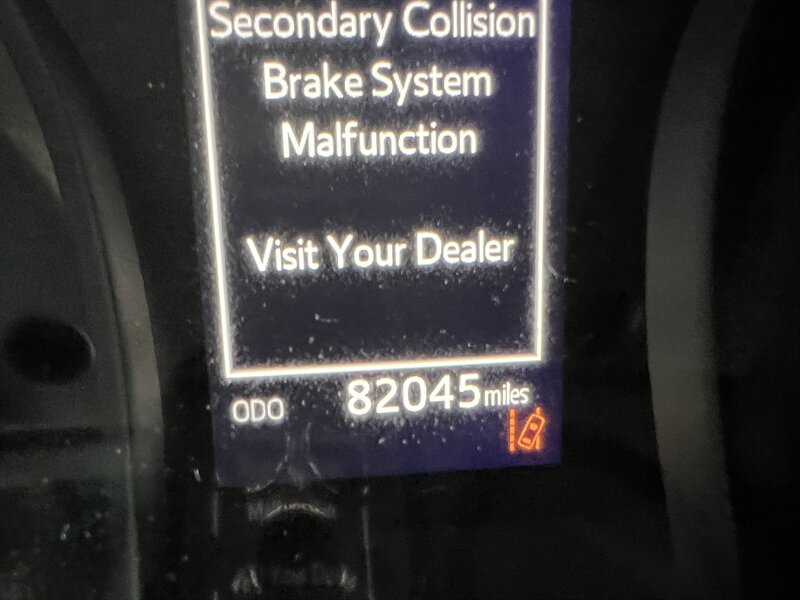 Secondary Collision
Brake System
Malfunction
Visit Your Dealer
ODO 82045 miles